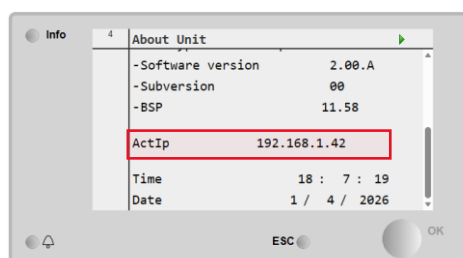 Info
4 About Unit
-Software version 2.00.A
-Subversion 00
-BSP 11.58
ActIp 192.168.1.42
Time 18 : 7 : 19
Date 1 / 4 / 2026
OK
ESC